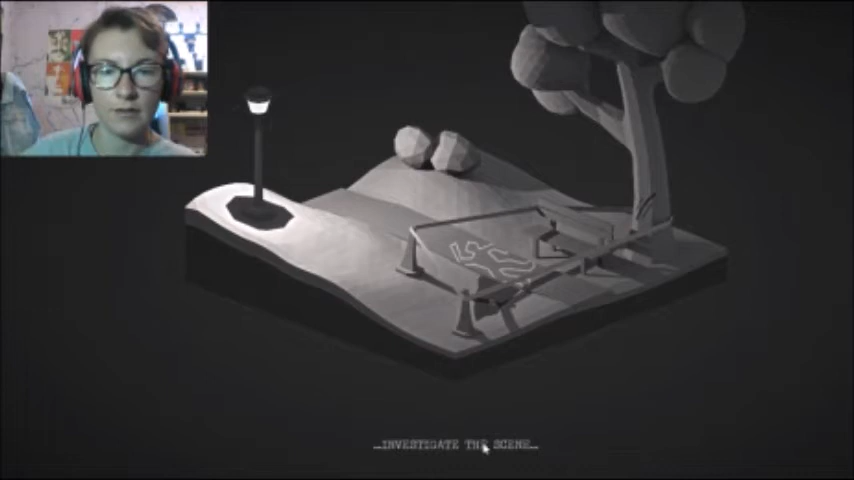 …INVESTIGATE THE SCENE…